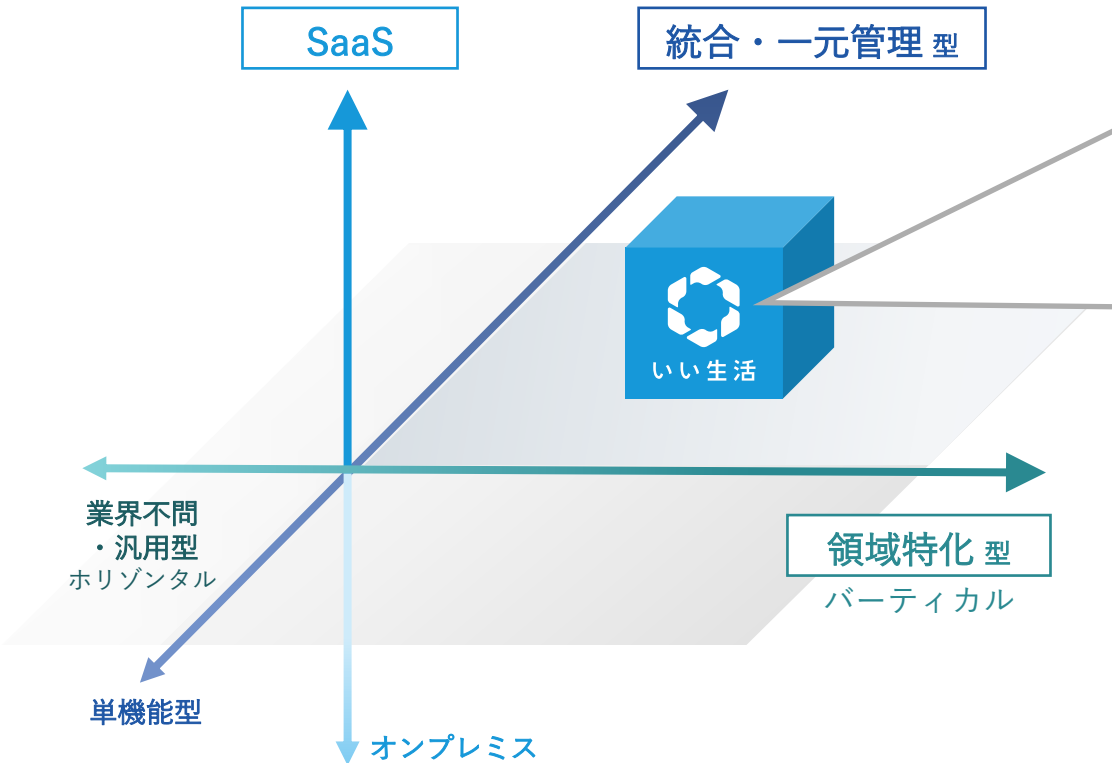 SaaS
統合・一元管理 型
いい生活
業界不問
・汎用型
ホリゾンタル
領域特化 型
バーティカル
単機能型
オンプレミス